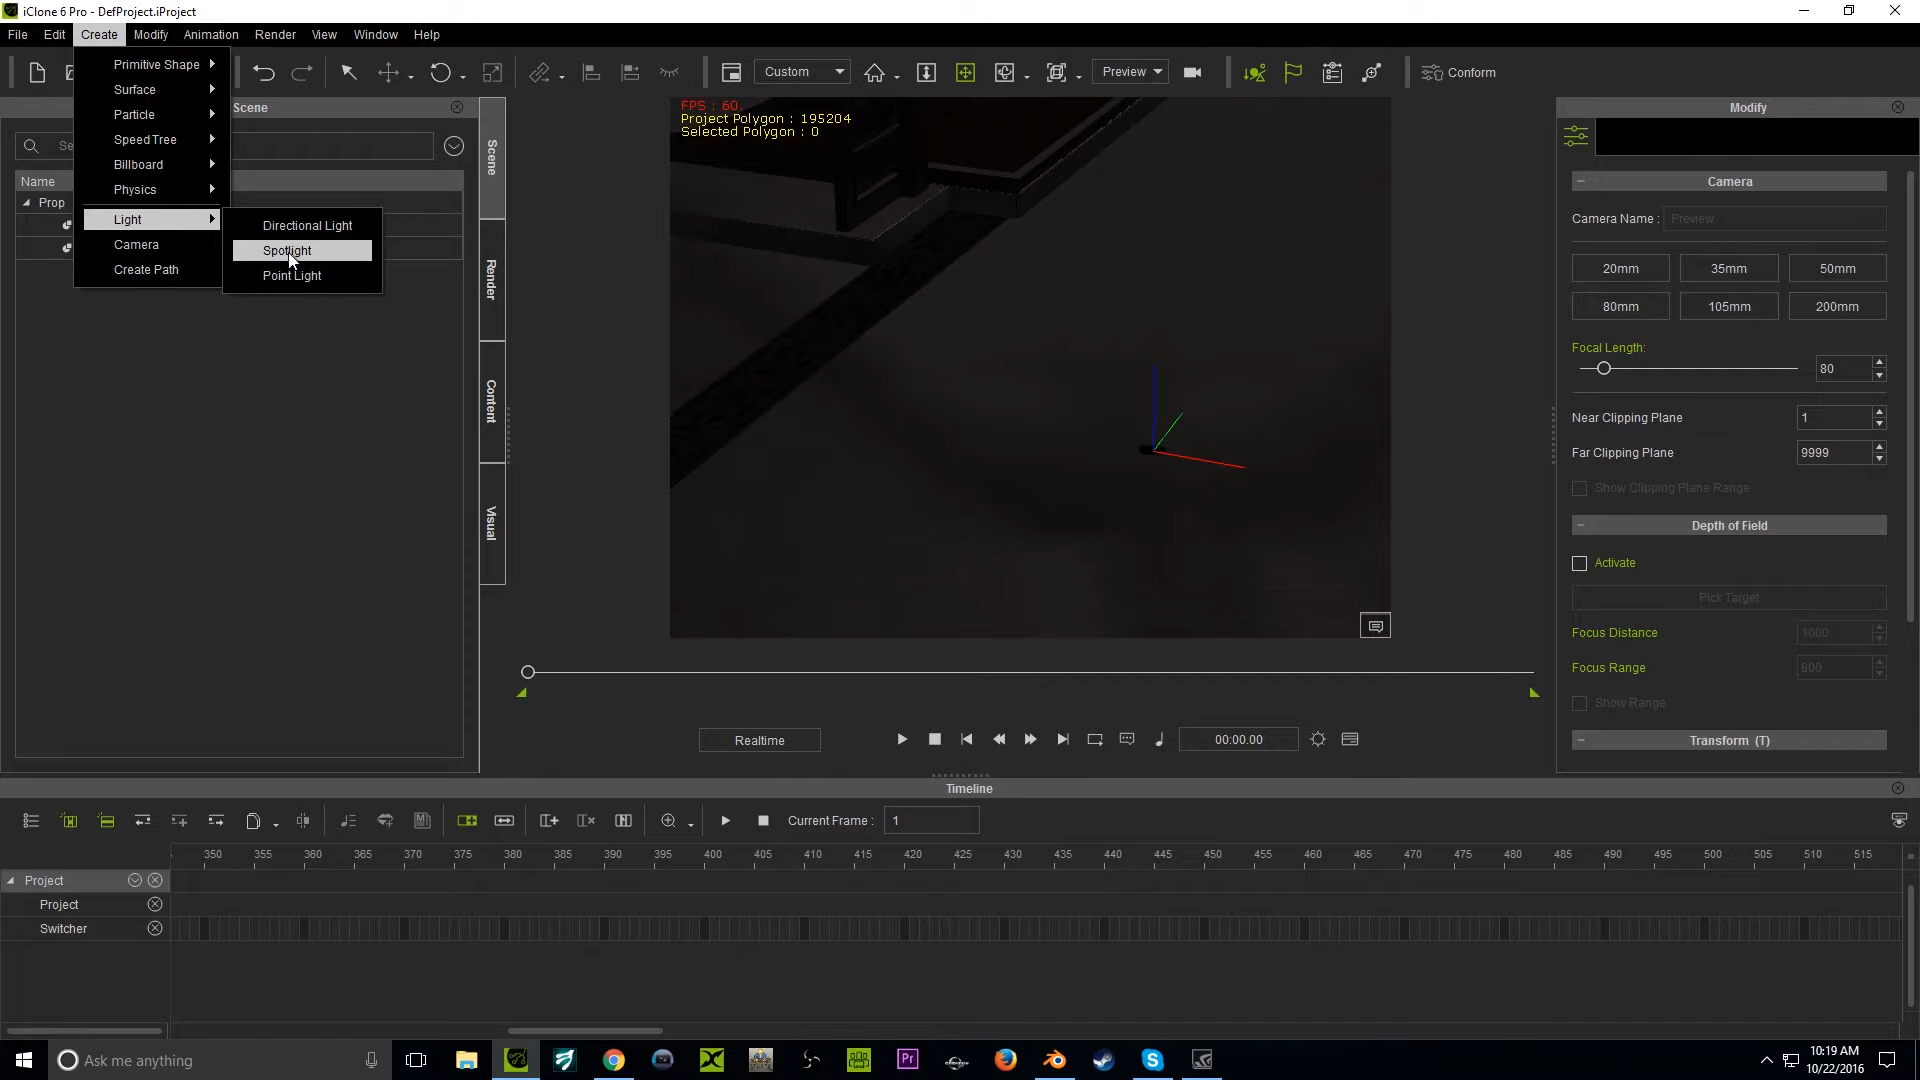 iClone 6 Pro - DefProject.iProject
File Edit Create Modify Animation Render View Window Help
Custom
Preview
Conform
Primitive Shape
Surface
Particle
SpeedTree
Billboard
Physics
Light
Camera
Create Path
Directional Light
Spotlight
Point Light
Scene
Se
Name
Prop
Scene
Render
Content
Visual
FPS : 60.
Project Polygon : 195204
Selected Polygon : 0
Modify
Camera
Camera Name : Preview
20mm 35mm 50mm
80mm 105mm 200mm
Focal Length:
80
Near Clipping Plane 1
Far Clipping Plane 9999
Show Clipping Plane Range
Depth of Field
Activate
Pick Target
Focus Distance 1000
Focus Range 800
Show Range
Transform (T)
Realtime
00:00.00
Timeline
Current Frame : 1
350 355 360 365 370 375 380 385 390 395 400 405 410 415 420 425 430 435 440 445 450 455 460 465 470 475 480 485 490 495 500 505 510 515
Project
Project
Switcher
Ask me anything
Pr
10:19 AM
10/22/2016